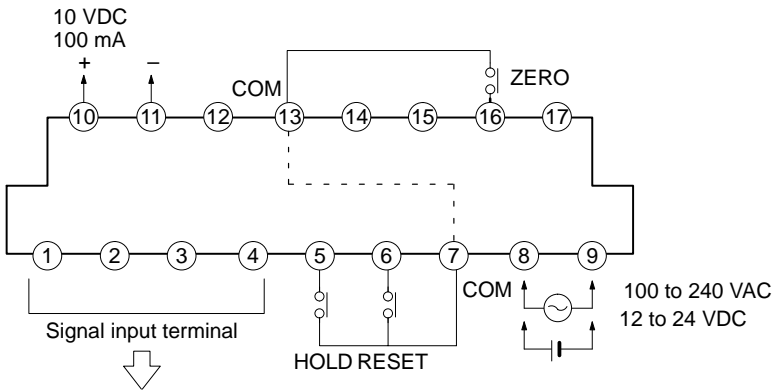 10 VDC
100 mA
+ −
COM
ZERO
10 11 12 13 14 15 16 17
1 2 3 4 5 6 7 8 9
COM
100 to 240 VAC
12 to 24 VDC
Signal input terminal
HOLD RESET